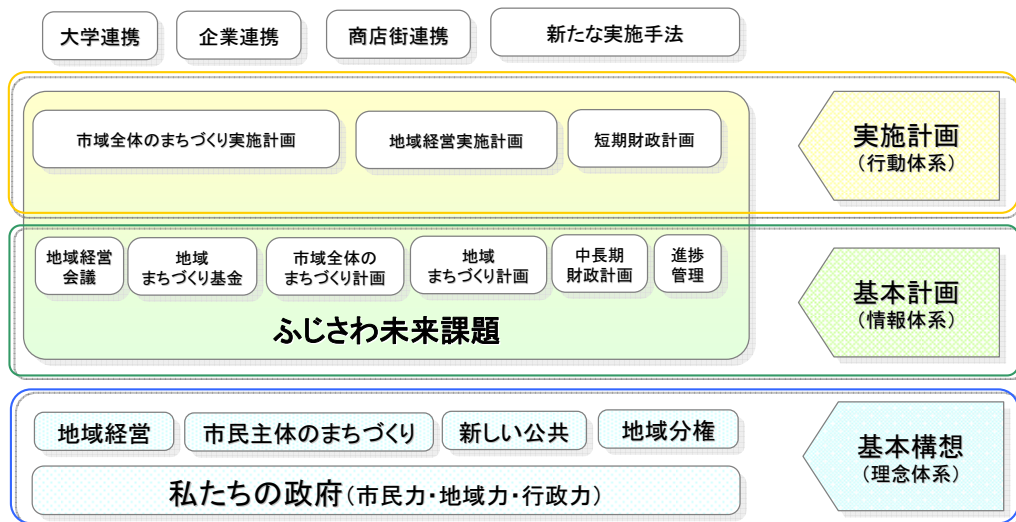 大学連携
企業連携
商店街連携
新たな実施手法
市域全体のまちづくり実施計画
地域経営実施計画
短期財政計画
実施計画
（行動体系）
地域経営
会議
地域
まちづくり基金
市域全体の
まちづくり計画
地域
まちづくり計画
中長期
財政計画
進捗
管理
ふじさわ未来課題
基本計画
（情報体系）
地域経営
市民主体のまちづくり
新しい公共
地域分権
私たちの政府（市民力・地域力・行政力）
基本構想
（理念体系）